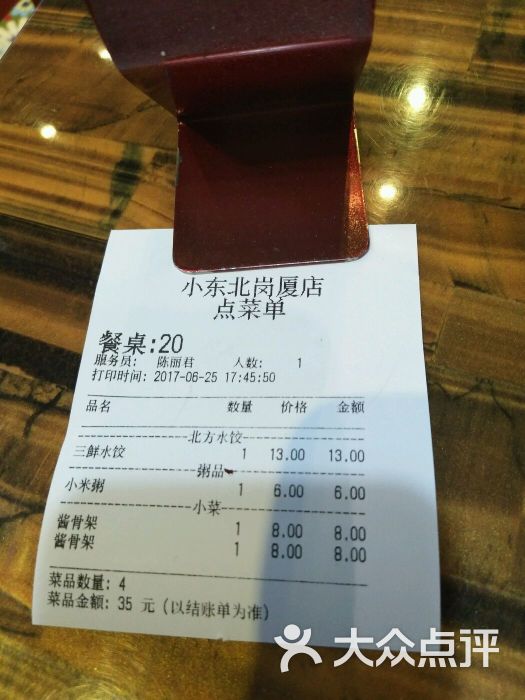 小东北岗厦店
点菜单
餐桌:20
服务员: 陈丽君 人数: 1
打印时间: 2017-06-25 17:45:50
品名 数量 价格 金额
北方水饺
三鲜水饺 1 13.00 13.00
粥品
小米粥 1 6.00 6.00
小菜
酱骨架 1 8.00 8.00
酱骨架 1 8.00 8.00
菜品数量: 4
菜品金额: 35 元 (以结账单为准)
大众点评